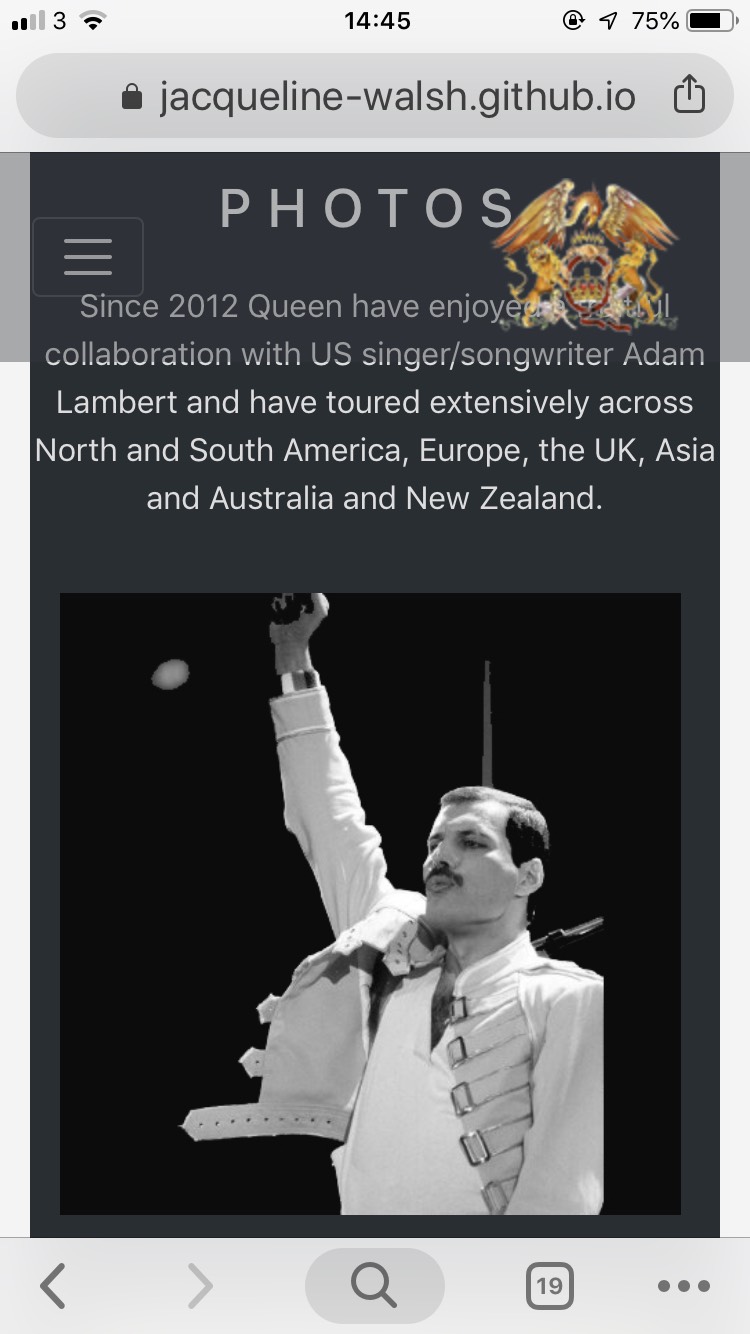 3 14:45 75%
jacqueline-walsh.github.io
PHOTOS
Since 2012 Queen have enjoyed
collaboration with US singer/songwriter Adam
Lambert and have toured extensively across
North and South America, Europe, the UK, Asia
and Australia and New Zealand.
19